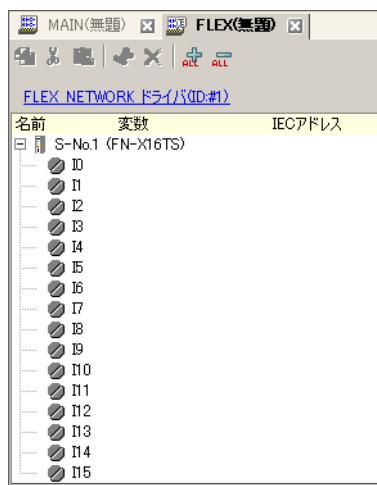 MAIN(無題) FLEX(無題)
ALL ALL
FLEX NETWORK ドライバ(ID:#1)
名前 変数 IECアドレス
S-No.1 (FN-X16TS)
I0
I1
I2
I3
I4
I5
I6
I7
I8
I9
I10
I11
I12
I13
I14
I15